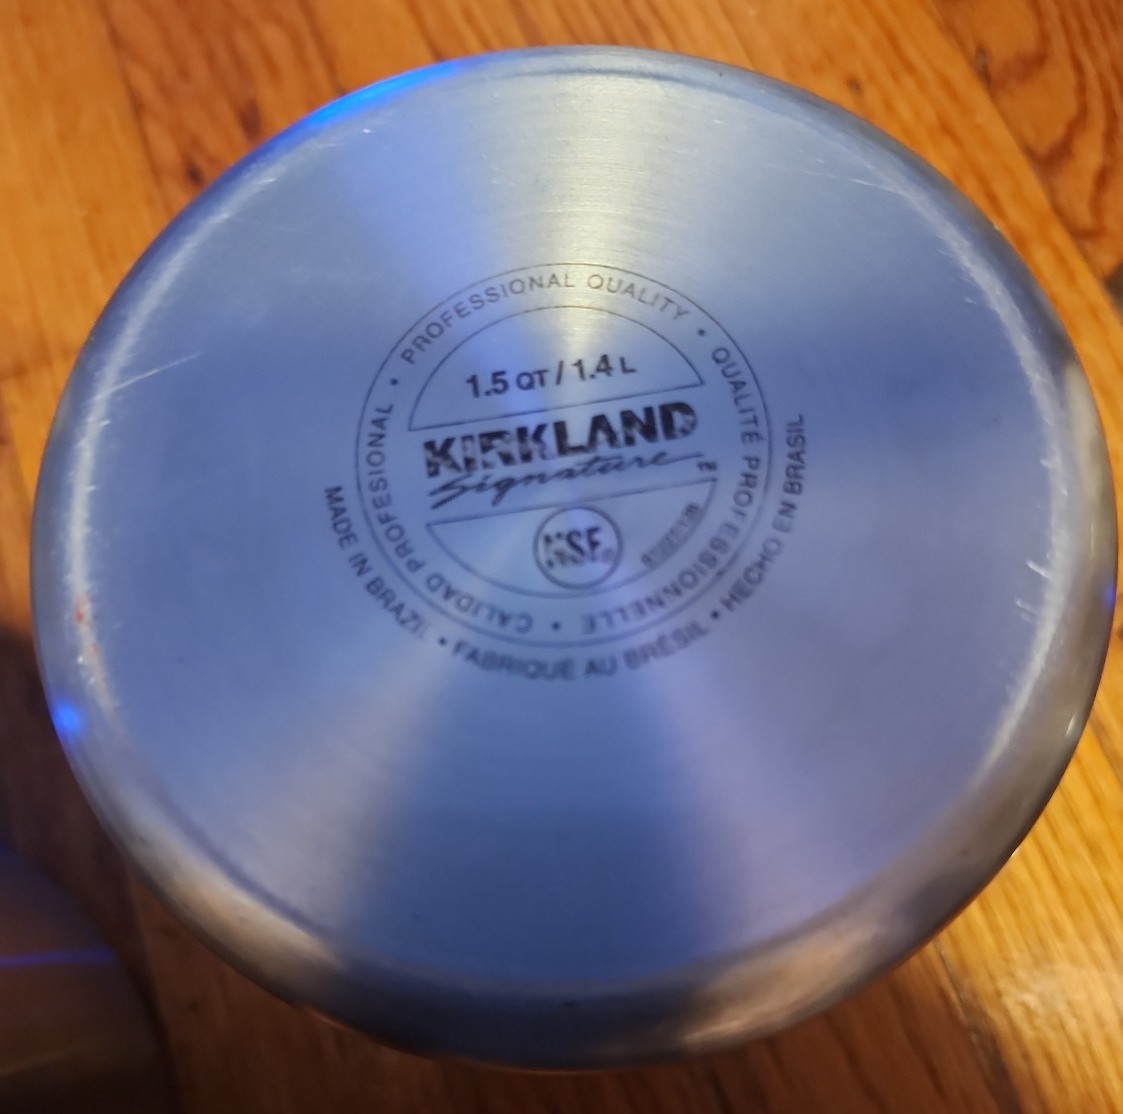 PROFESSIONAL QUALITY • QUALITÉ PROFESSIONNELLE • CALIDAD PROFESIONAL •
1.5 QT / 1.4 L
KIRKLAND
Signature™
NSF®
MADE IN BRAZIL • FABRIQUÉ AU BRÉSIL • HECHO EN BRASIL